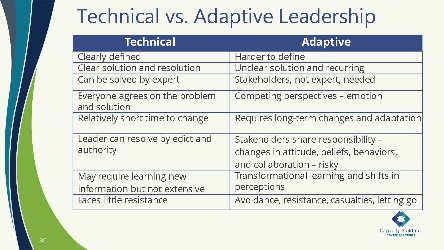 Technical vs. Adaptive Leadership
Technical
Adaptive
Clearly defined
Harder to define
Clear solution and resolution
Unclear solution and recurring
Can be solved by expert
Stakeholders, not expert, needed
Everyone agrees on the problem
and solution
Competing perspectives – emotion
Relatively short time to change
Requires long-term changes and adaptation
Leader can resolve by edict and
authority
Stakeholders share responsibility –
changes in attitude, beliefs, behaviors,
and collaboration – risky
May require learning new
information but not extensive
Transformational learning and shifts in
perceptions
Faces little resistance
Avoidance, resistance, casualties, letting go
Capacity Building